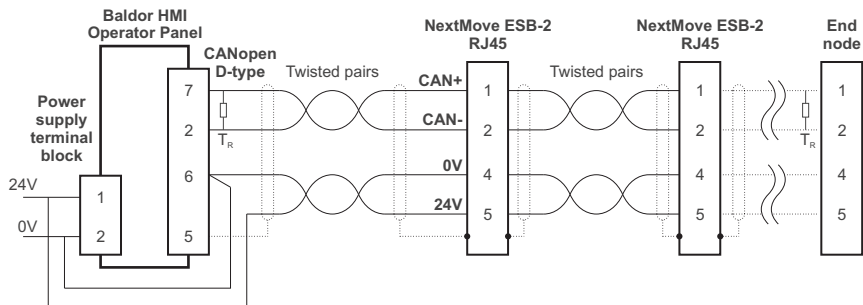 Baldor HMI
Operator Panel
CANopen
D-type
Twisted pairs
NextMove ESB-2
RJ45
Twisted pairs
NextMove ESB-2
RJ45
End
node
Power
supply
terminal
block
24V
0V
1
2
7
2
6
5
TR
CAN+
CAN-
0V
24V
1
2
4
5
1
2
4
5
TR
1
2
4
5